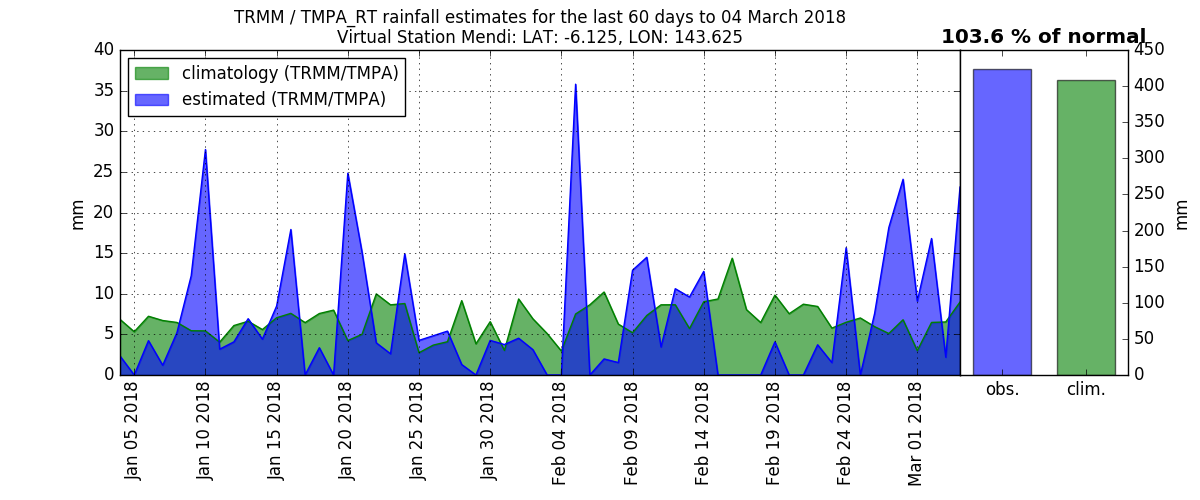 TRMM / TMPA_RT rainfall estimates for the last 60 days to 04 March 2018
Virtual Station Mendi: LAT: -6.125, LON: 143.625
103.6 % of normal
climatology (TRMM/TMPA)
estimated (TRMM/TMPA)
40
35
30
25
20
15
10
5
0
mm
450
400
350
300
250
200
150
100
50
0
mm
obs.
clim.
Jan 05 2018
Jan 10 2018
Jan 15 2018
Jan 20 2018
Jan 25 2018
Jan 30 2018
Feb 04 2018
Feb 09 2018
Feb 14 2018
Feb 19 2018
Feb 24 2018
Mar 01 2018